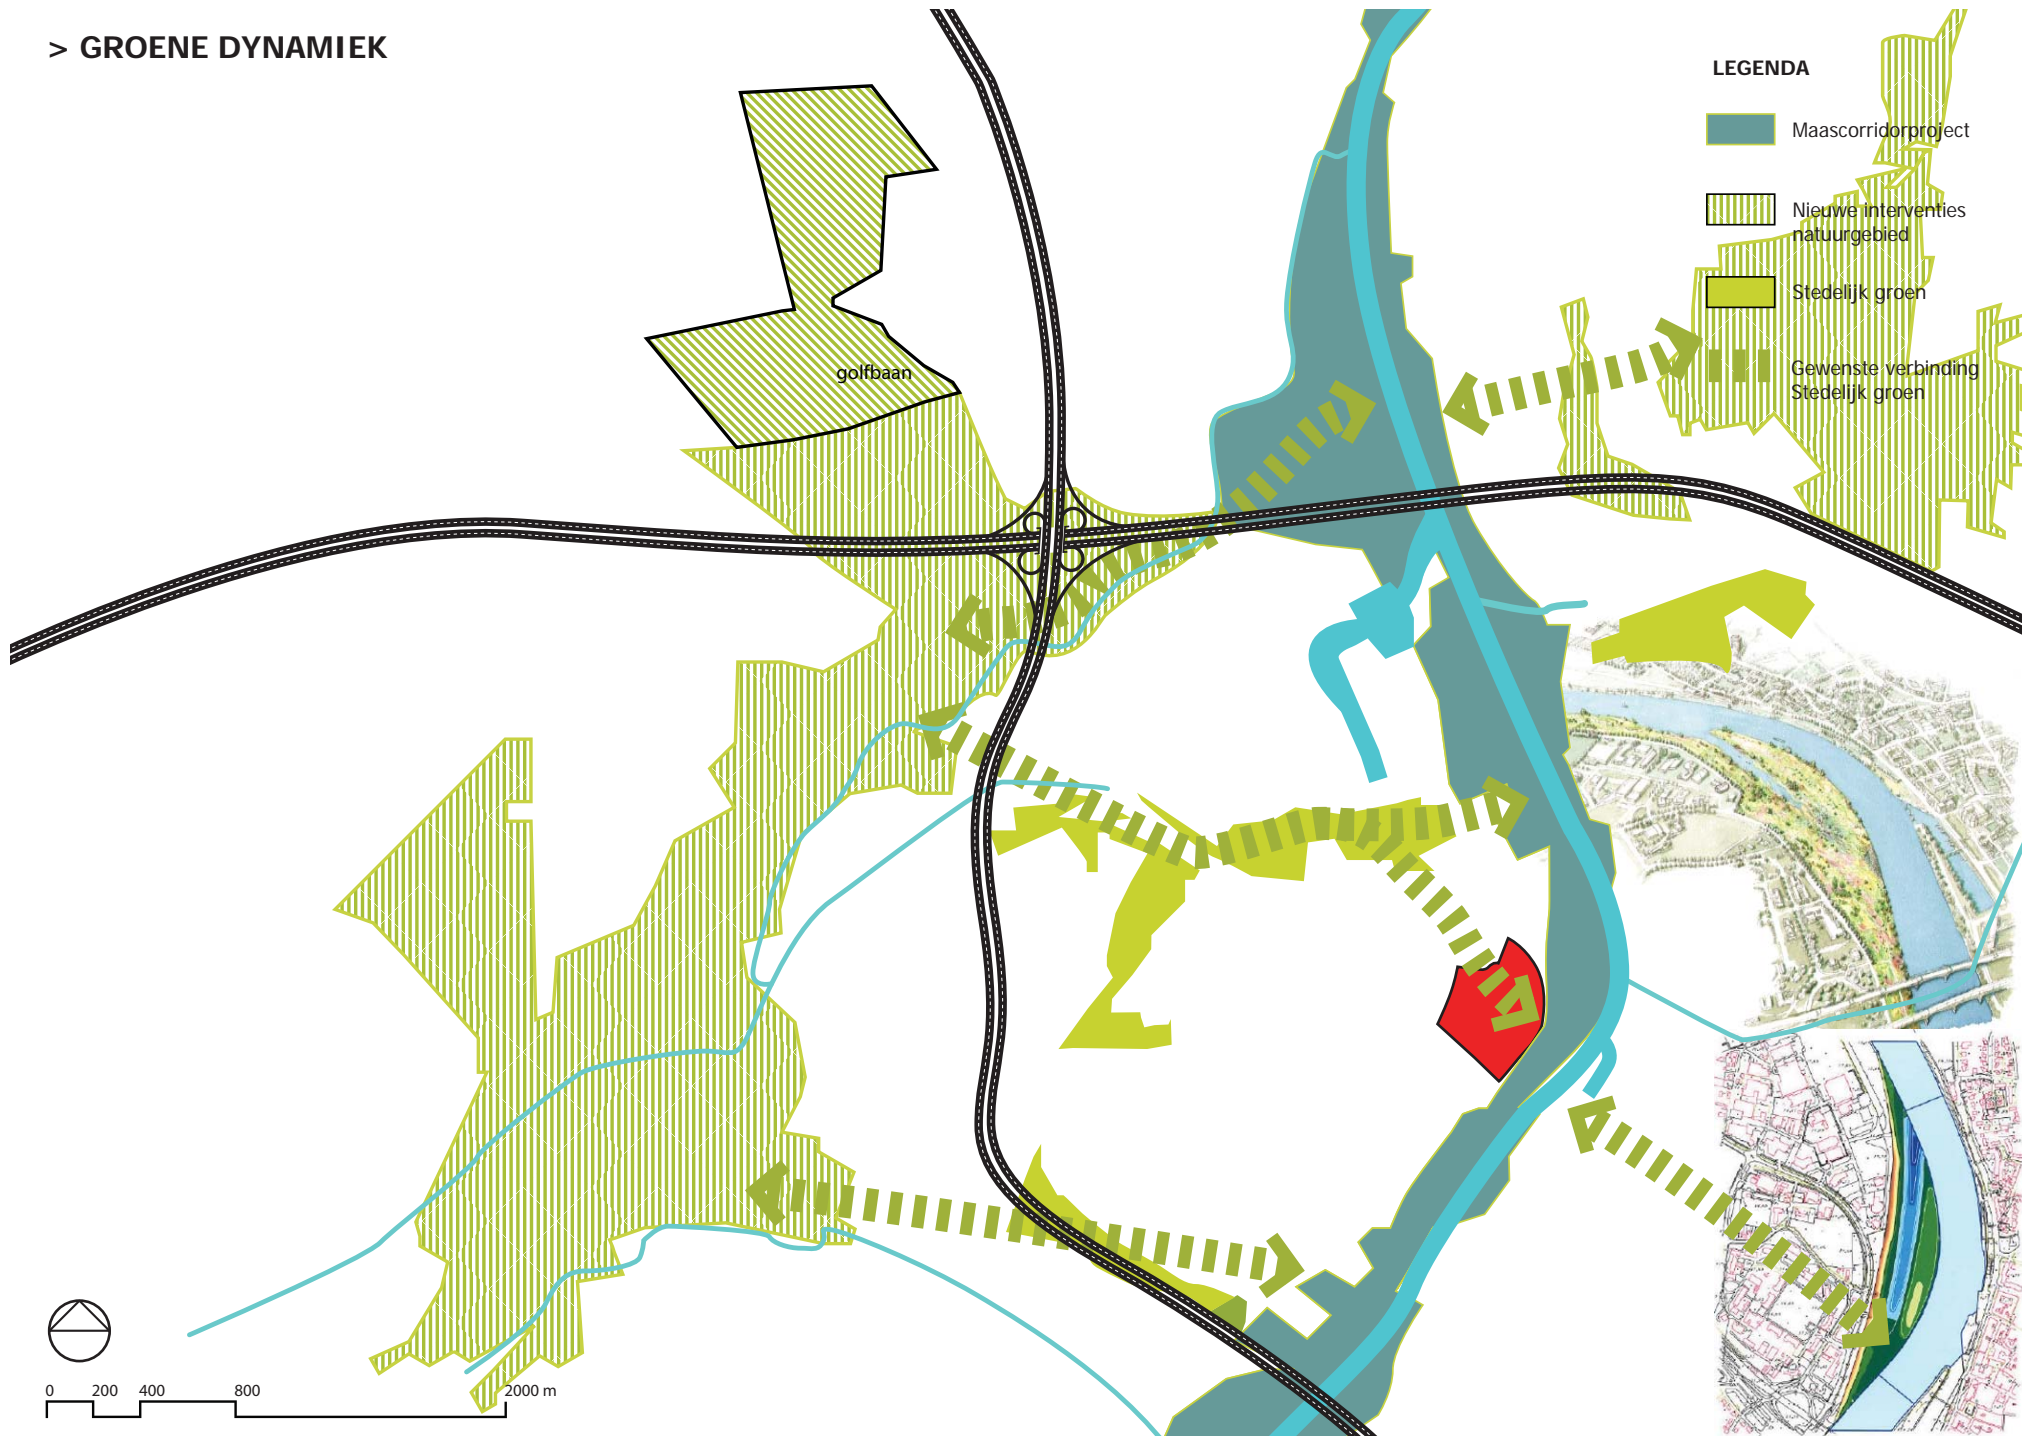 > GROENE DYNAMIEK
LEGENDA
Maascorridorproject
Nieuwe interventies
natuurgebied
Stedelijk groen
Gewenste verbinding
Stedelijk groen
golfbaan
0 200 400 800 2000 m